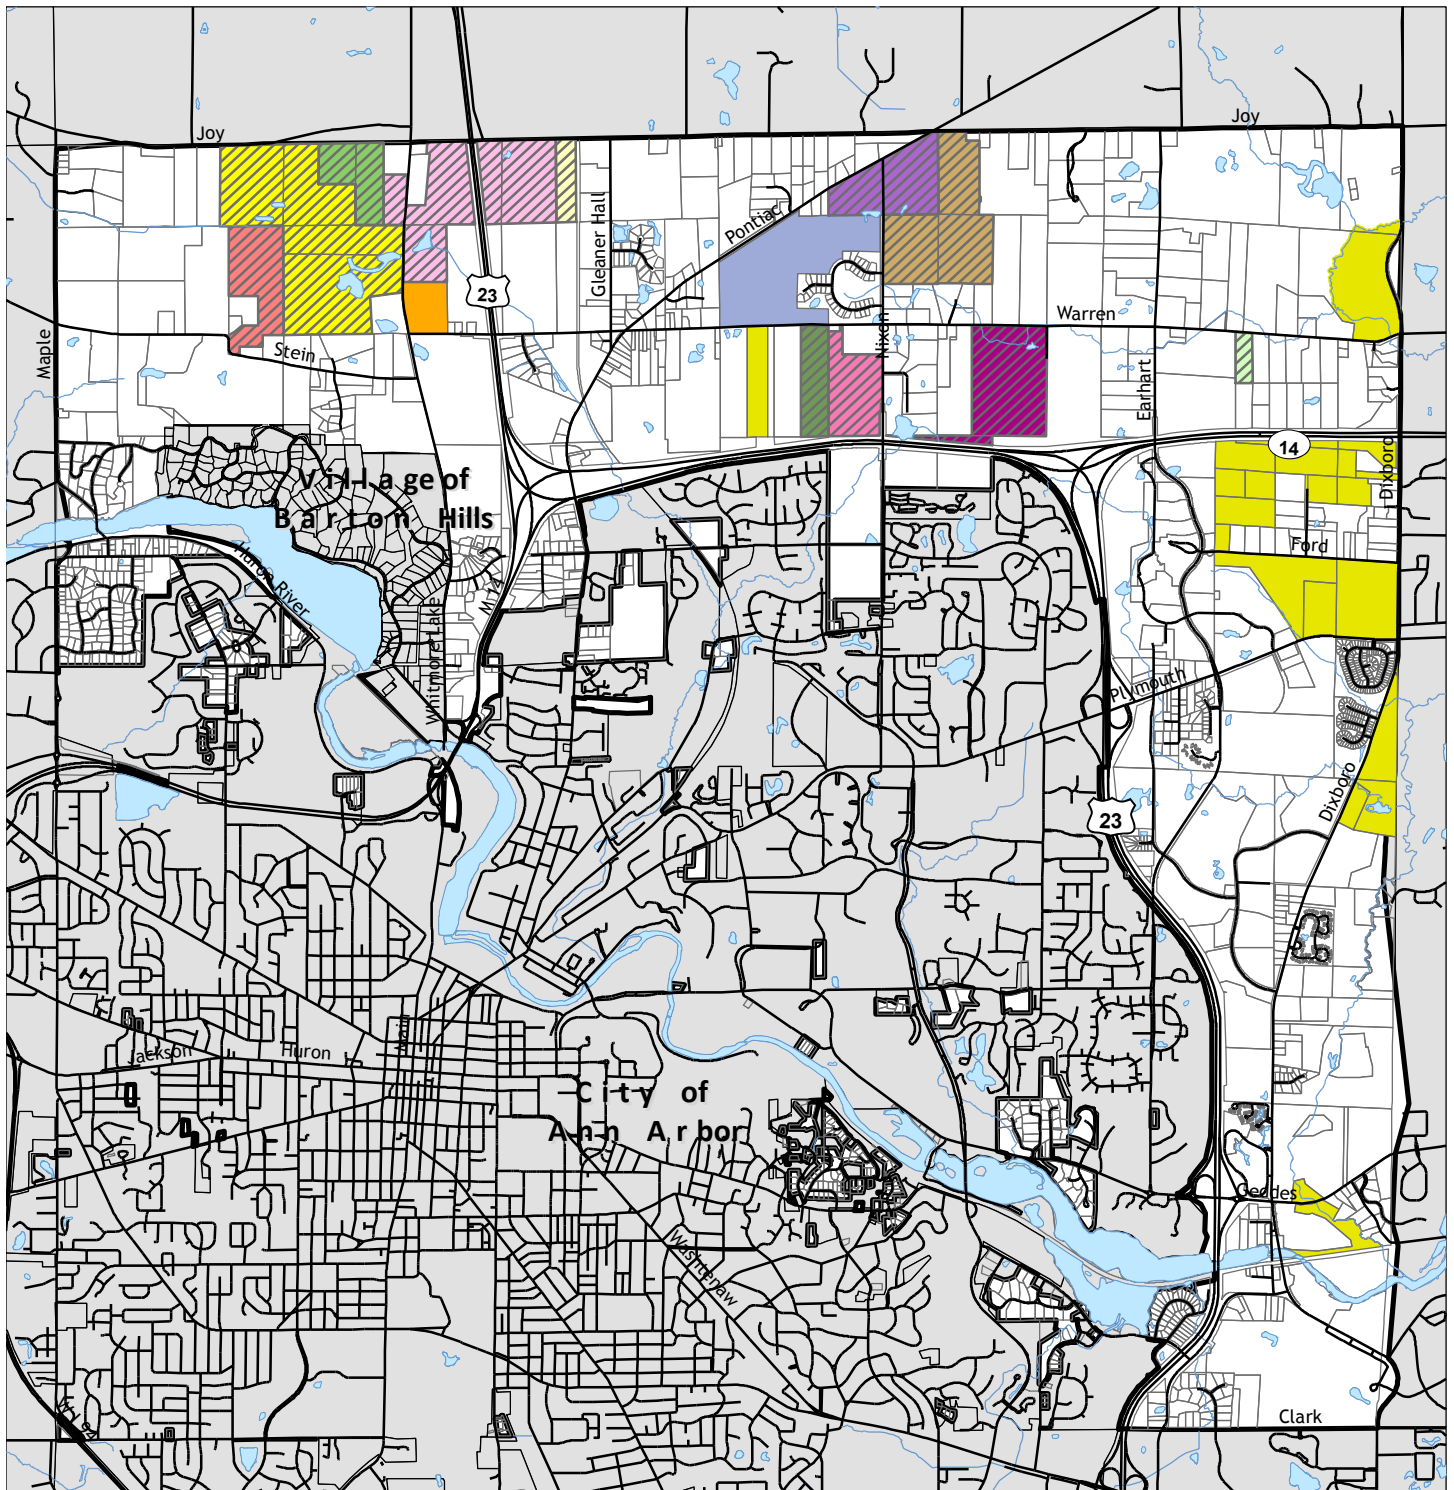 Joy
Joy
Gleaner Hall
Pontiac
23
Nixon
Warren
Maple
Stein
Earhart
14
Dixboro
Village of
Barton Hills
Ford
Huron River
M 14
Whitmore Lake
Plymouth
Dixboro
23
Main
Jackson
Huron
City of
Ann Arbor
Geddes
Washtenaw
Clark